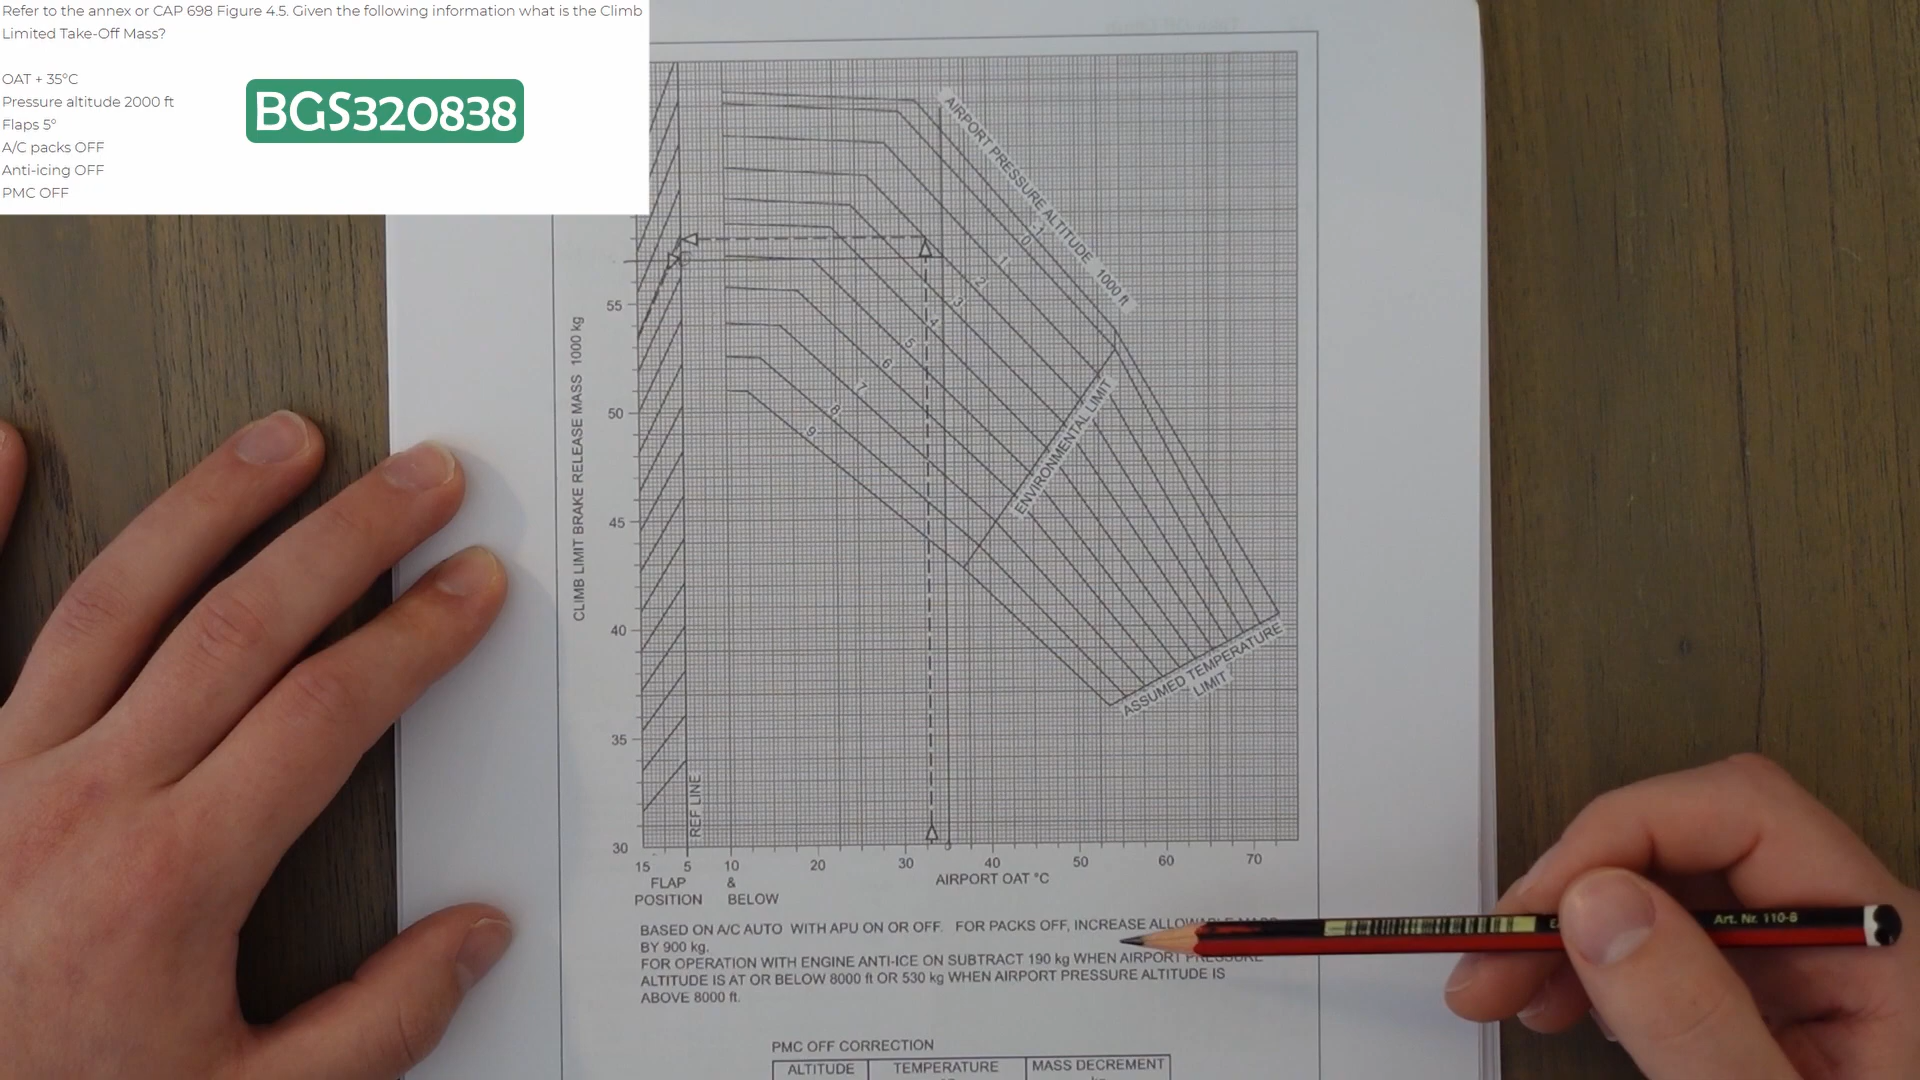 Refer to the annex or CAP 698 Figure 4.5. Given the following information what is the Climb
Limited Take-Off Mass?
OAT + 35°C
Pressure altitude 2000 ft
Flaps 5°
A/C packs OFF
Anti-icing OFF
PMC OFF
BGS320838
AIRPORT PRESSURE ALTITUDE 1000 ft
-1
0
1
2
3
4
5
6
7
8
9
ENVIRONMENTAL LIMIT
ASSUMED TEMPERATURE
LIMIT
CLIMB LIMIT BRAKE RELEASE MASS 1000 kg
55
50
45
40
35
30
REF LINE
15 5 10 20 30 40 50 60 70
FLAP & AIRPORT OAT °C
POSITION BELOW
BASED ON A/C AUTO WITH APU ON OR OFF. FOR PACKS OFF, INCREASE ALLOWABLE MASS
BY 900 kg.
FOR OPERATION WITH ENGINE ANTI-ICE ON SUBTRACT 190 kg WHEN AIRPORT PRESSURE
ALTITUDE IS AT OR BELOW 8000 ft OR 530 kg WHEN AIRPORT PRESSURE ALTITUDE IS
ABOVE 8000 ft.
PMC OFF CORRECTION
ALTITUDE TEMPERATURE MASS DECREMENT
Art. Nr. 110-8